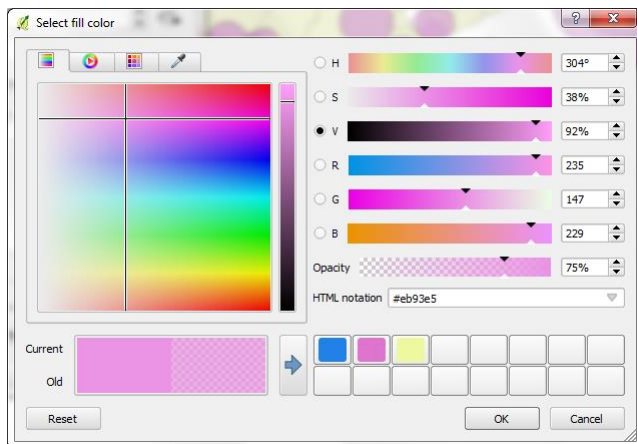 Select fill color
H 304°
S 38%
V 92%
R 235
G 147
B 229
Opacity 75%
HTML notation #eb93e5
Current
Old
Reset OK Cancel